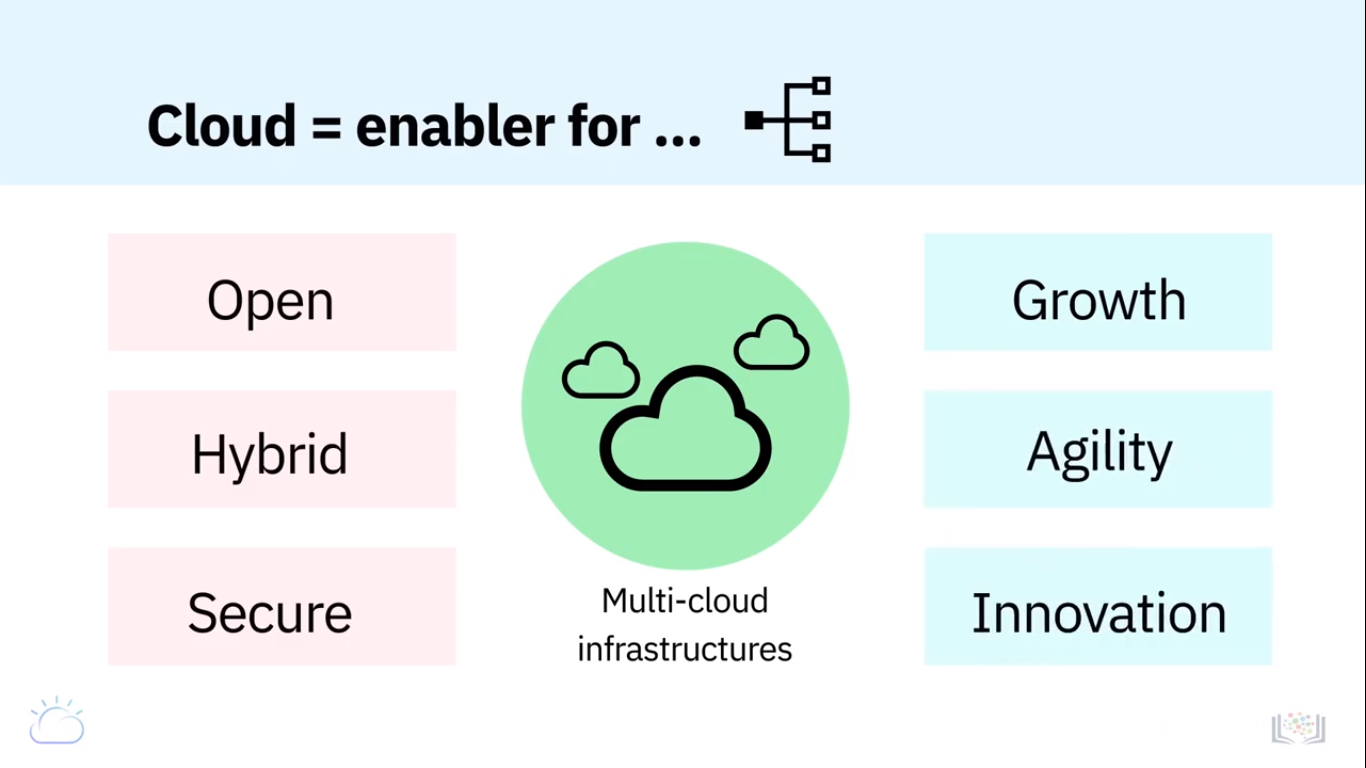 Cloud = enabler for ...
Open
Hybrid
Secure
Multi-cloud
infrastructures
Growth
Agility
Innovation